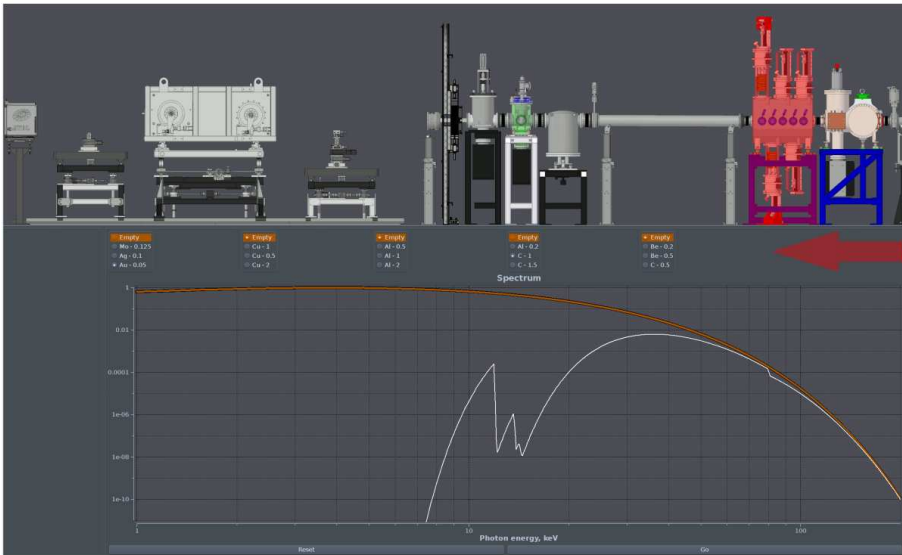 Empty Empty Empty Empty Empty
Mo - 0.125 Cu - 1 Al - 0.5 Al - 0.2 Be - 0.2
Ag - 0.1 Cu - 0.5 Al - 1 C - 1 Be - 0.5
Au - 0.05 Cu - 2 Al - 2 C - 1.5 C - 0.5
Spectrum
1
0.01
0.0001
1e-06
1e-08
1e-10
1 10 100
Photon energy, keV
Reset Go